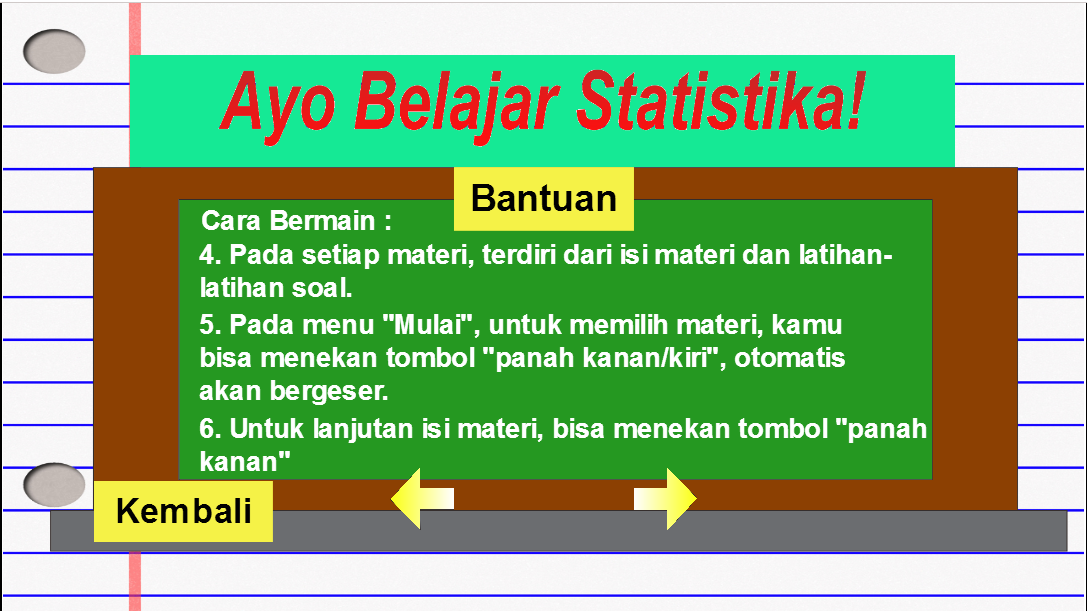 Ayo Belajar Statistika!
Bantuan
Cara Bermain :
4. Pada setiap materi, terdiri dari isi materi dan latihan-
latihan soal.
5. Pada menu "Mulai", untuk memilih materi, kamu
bisa menekan tombol "panah kanan/kiri", otomatis
akan bergeser.
6. Untuk lanjutan isi materi, bisa menekan tombol "panah
kanan"
Kembali